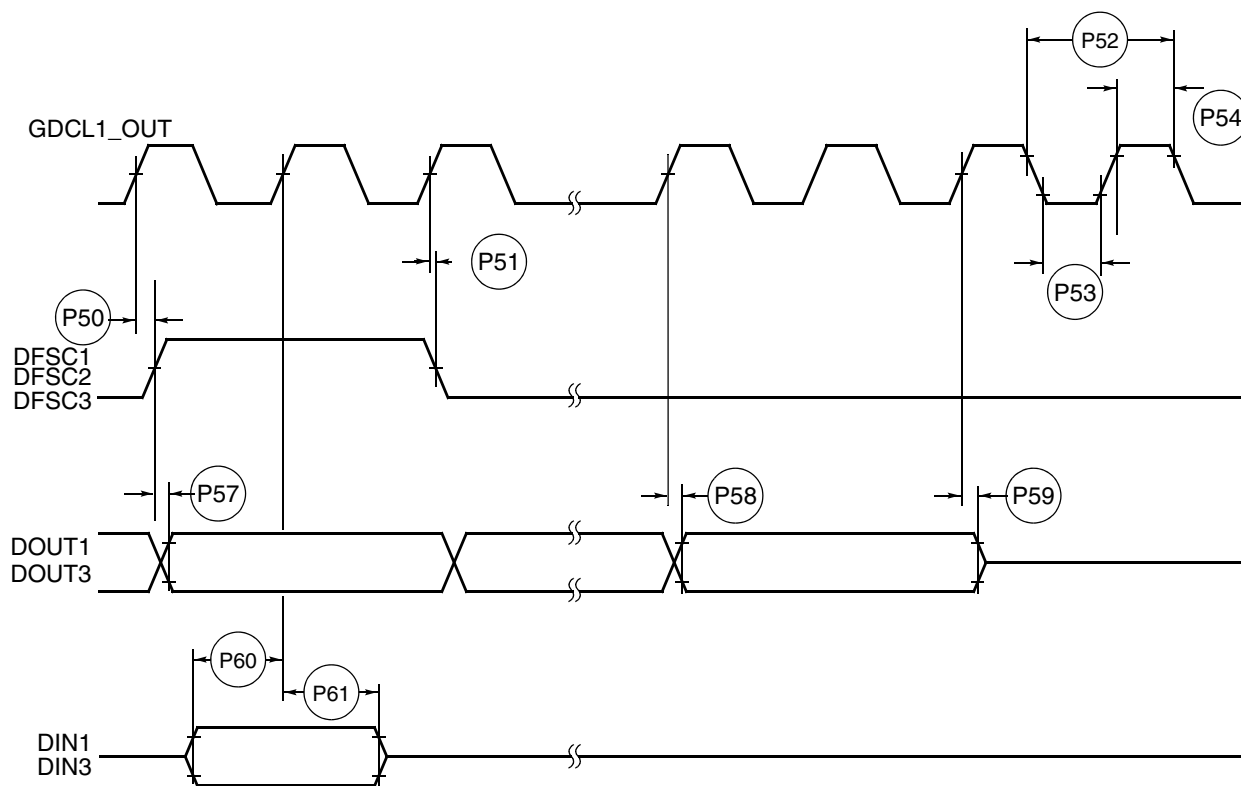 P52
P54
GDCL1_OUT
P51
P53
P50
DFSC1
DFSC2
DFSC3
P57
P58
P59
DOUT1
DOUT3
P60
P61
DIN1
DIN3